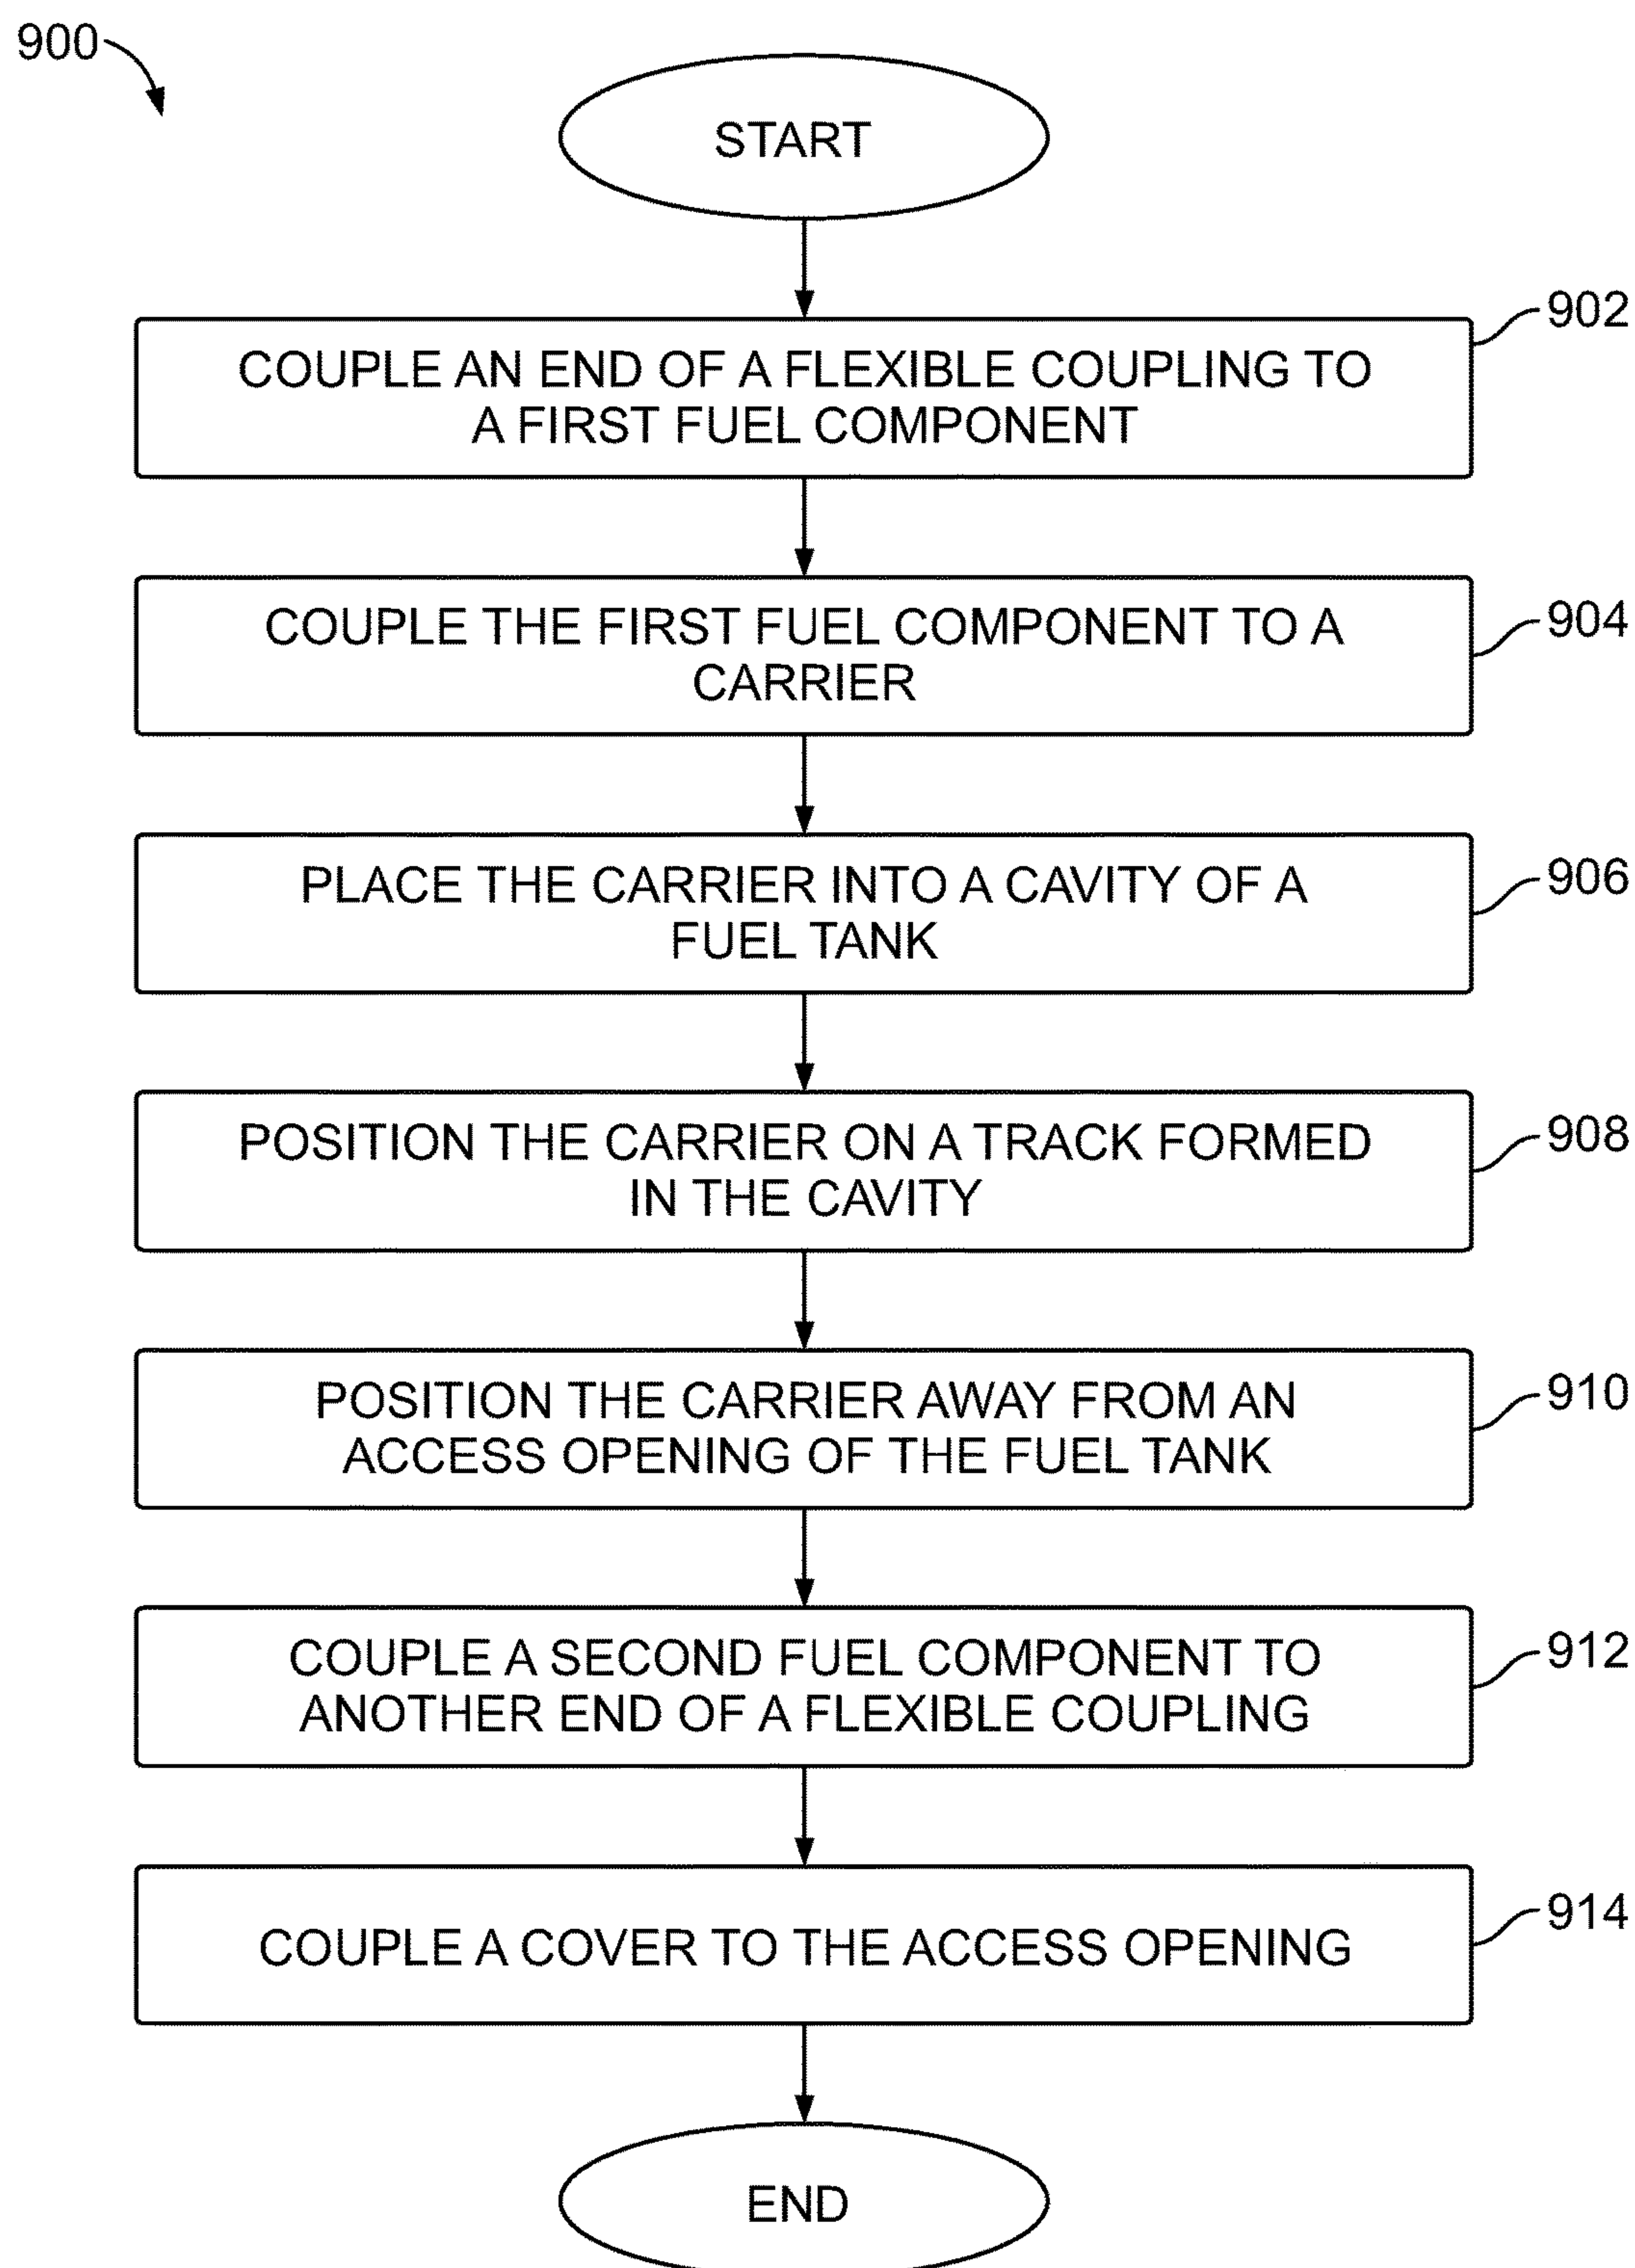 900
START
902
COUPLE AN END OF A FLEXIBLE COUPLING TO
A FIRST FUEL COMPONENT
904
COUPLE THE FIRST FUEL COMPONENT TO A
CARRIER
906
PLACE THE CARRIER INTO A CAVITY OF A
FUEL TANK
908
POSITION THE CARRIER ON A TRACK FORMED
IN THE CAVITY
910
POSITION THE CARRIER AWAY FROM AN
ACCESS OPENING OF THE FUEL TANK
912
COUPLE A SECOND FUEL COMPONENT TO
ANOTHER END OF A FLEXIBLE COUPLING
914
COUPLE A COVER TO THE ACCESS OPENING
END